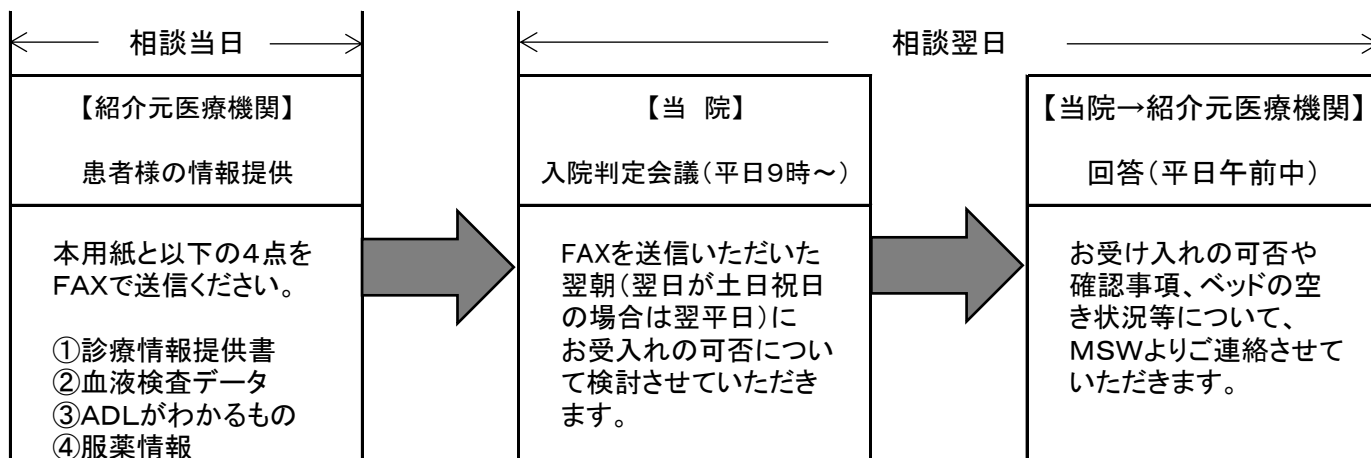 相談当日
相談翌日
【紹介元医療機関】
患者様の情報提供
本用紙と以下の4点を
FAXで送信ください。
①診療情報提供書
②血液検査データ
③ADLがわかるもの
④服薬情報
【当 院】
入院判定会議(平日9時～)
FAXを送信いただいた
翌朝(翌日が土日祝日
の場合は翌平日)に
お受入れの可否につい
て検討させていただき
ます。
【当院→紹介元医療機関】
回答(平日午前中)
お受け入れの可否や
確認事項、ベッドの空
き状況等について、
MSWよりご連絡させて
いただきます。